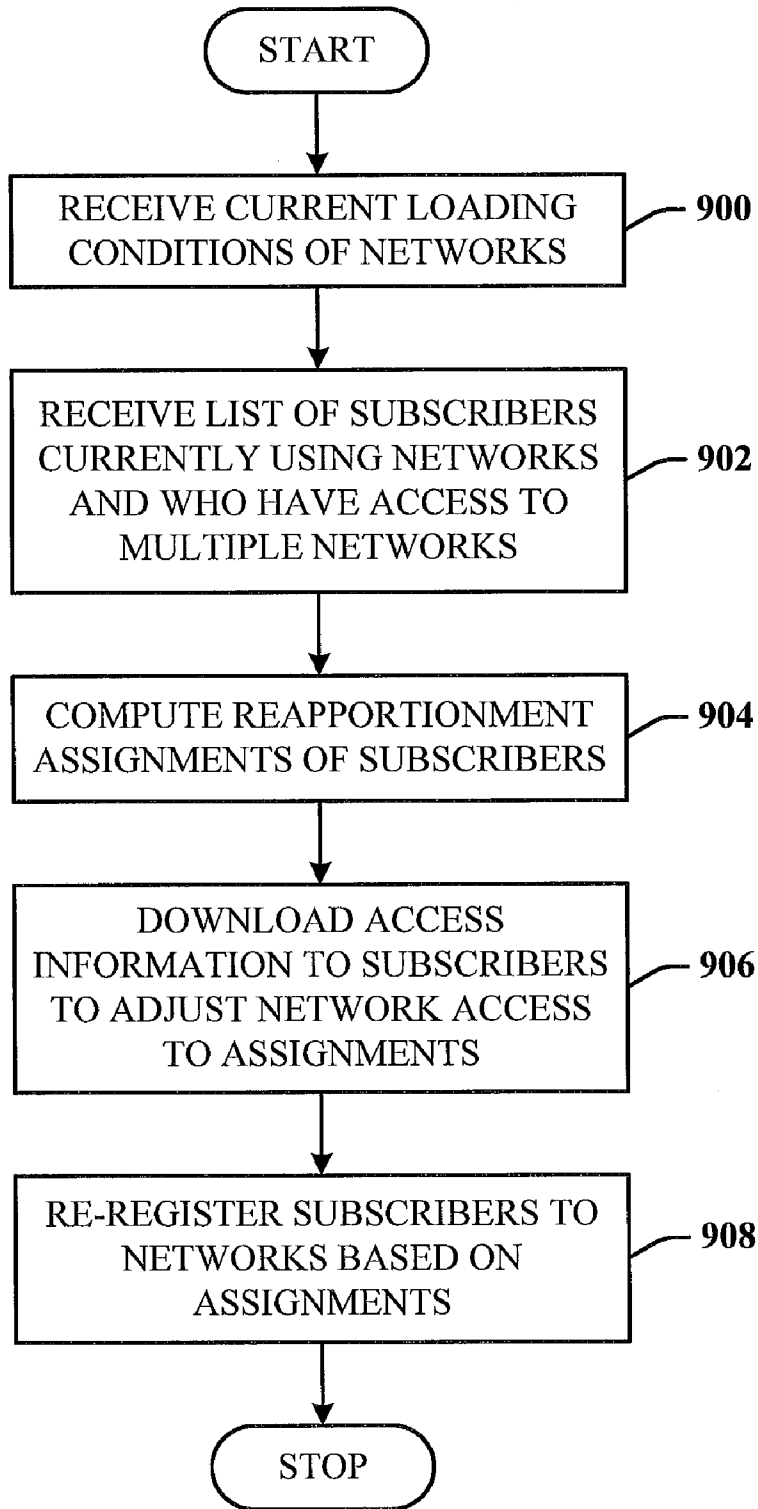 START
RECEIVE CURRENT LOADING
CONDITIONS OF NETWORKS
900
RECEIVE LIST OF SUBSCRIBERS
CURRENTLY USING NETWORKS
AND WHO HAVE ACCESS TO
MULTIPLE NETWORKS
902
COMPUTE REAPPORTIONMENT
ASSIGNMENTS OF SUBSCRIBERS
904
DOWNLOAD ACCESS
INFORMATION TO SUBSCRIBERS
TO ADJUST NETWORK ACCESS
TO ASSIGNMENTS
906
RE-REGISTER SUBSCRIBERS TO
NETWORKS BASED ON
ASSIGNMENTS
908
STOP